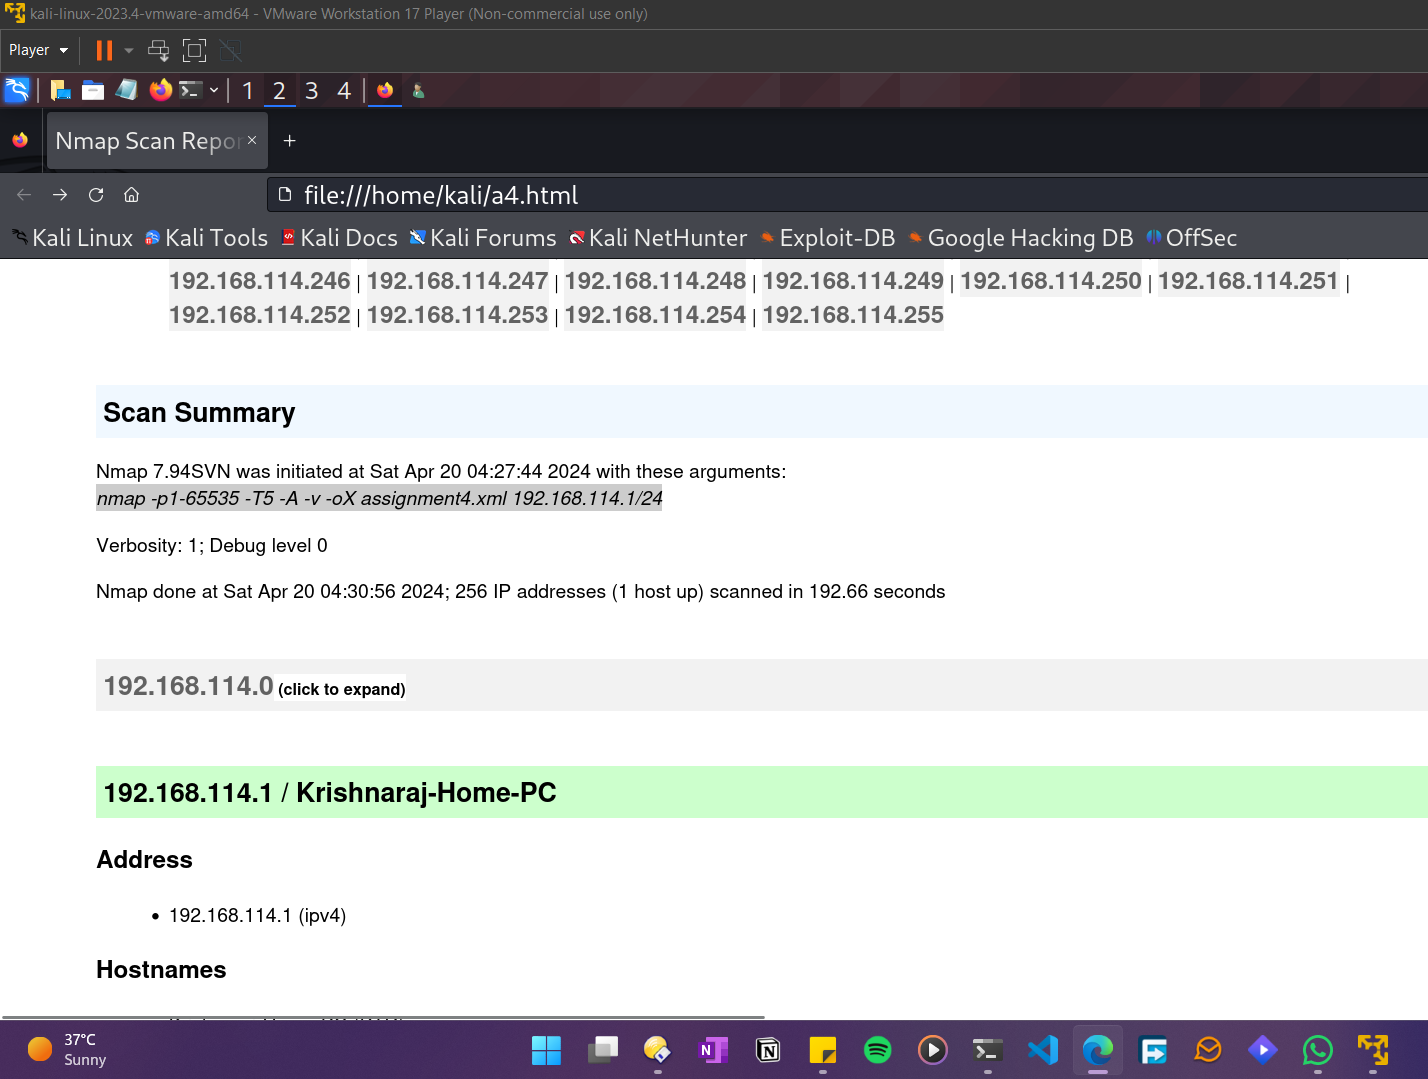 kali-linux-2023.4-vmware-amd64 - VMware Workstation 17 Player (Non-commercial use only)
Player
1 2 3 4
Nmap Scan Repor
file:///home/kali/a4.html
Kali Linux Kali Tools Kali Docs Kali Forums Kali NetHunter Exploit-DB Google Hacking DB OffSec
192.168.114.246 | 192.168.114.247 | 192.168.114.248 | 192.168.114.249 | 192.168.114.250 | 192.168.114.251 |
192.168.114.252 | 192.168.114.253 | 192.168.114.254 | 192.168.114.255
Scan Summary
Nmap 7.94SVN was initiated at Sat Apr 20 04:27:44 2024 with these arguments:
nmap -p1-65535 -T5 -A -v -oX assignment4.xml 192.168.114.1/24
Verbosity: 1; Debug level 0
Nmap done at Sat Apr 20 04:30:56 2024; 256 IP addresses (1 host up) scanned in 192.66 seconds
192.168.114.0 (click to expand)
192.168.114.1 / Krishnaraj-Home-PC
Address
• 192.168.114.1 (ipv4)
Hostnames
37°C
Sunny